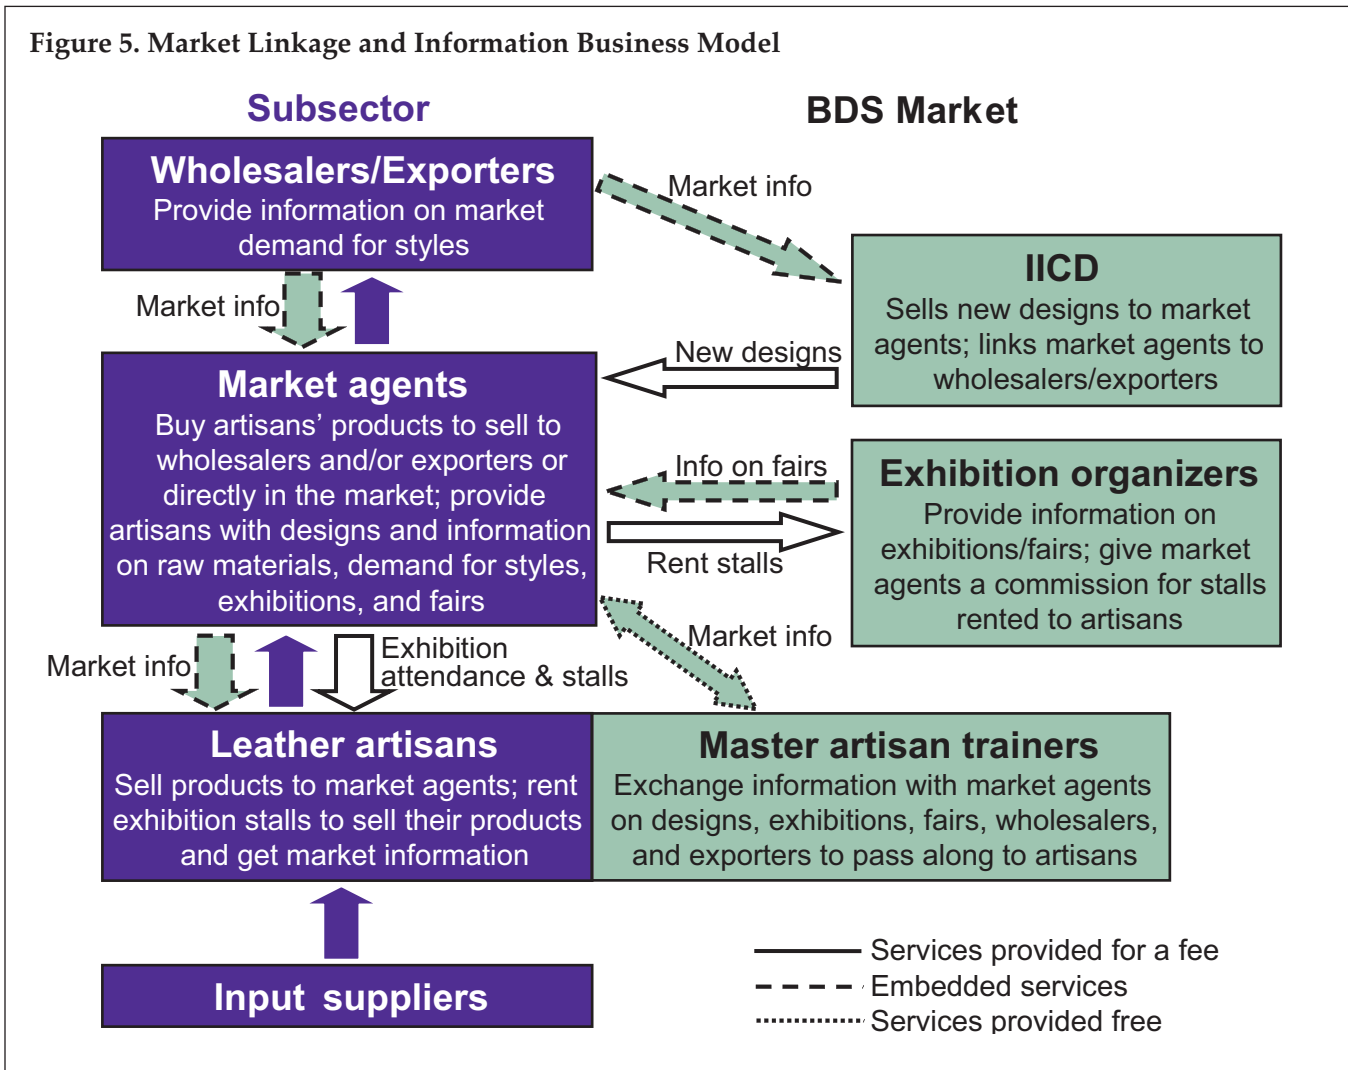 Figure 5. Market Linkage and Information Business Model
Subsector
BDS Market
Wholesalers/Exporters
Provide information on market
demand for styles
Market info
Market info
IICD
Sells new designs to market
agents; links market agents to
wholesalers/exporters
New designs
Market agents
Buy artisans’ products to sell to
wholesalers and/or exporters or
directly in the market; provide
artisans with designs and information
on raw materials, demand for styles,
exhibitions, and fairs
Info on fairs
Rent stalls
Exhibition organizers
Provide information on
exhibitions/fairs; give market
agents a commission for stalls
rented to artisans
Market info
Market info
Exhibition
attendance & stalls
Leather artisans
Sell products to market agents; rent
exhibition stalls to sell their products
and get market information
Master artisan trainers
Exchange information with market agents
on designs, exhibitions, fairs, wholesalers,
and exporters to pass along to artisans
Input suppliers
Services provided for a fee
Embedded services
Services provided free